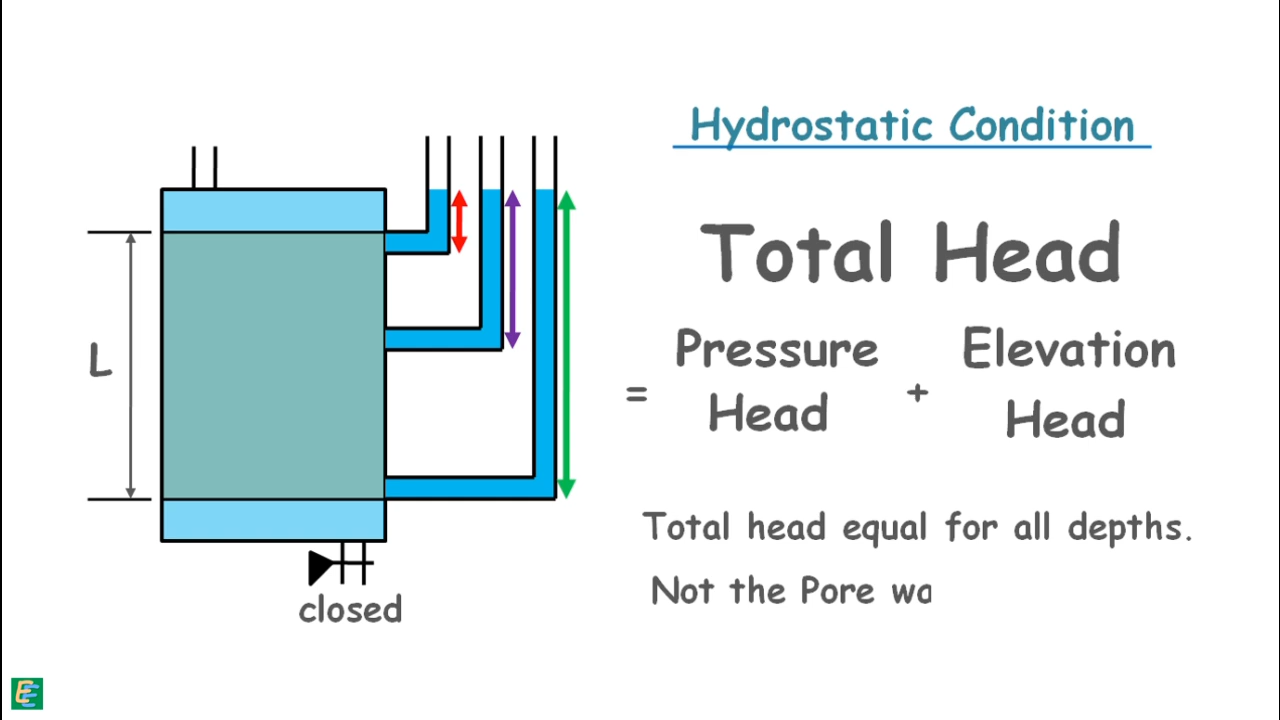 Hydrostatic Condition
Total Head
= Pressure Head + Elevation Head
Total head equal for all depths.
Not the Pore wa
L
closed
EE